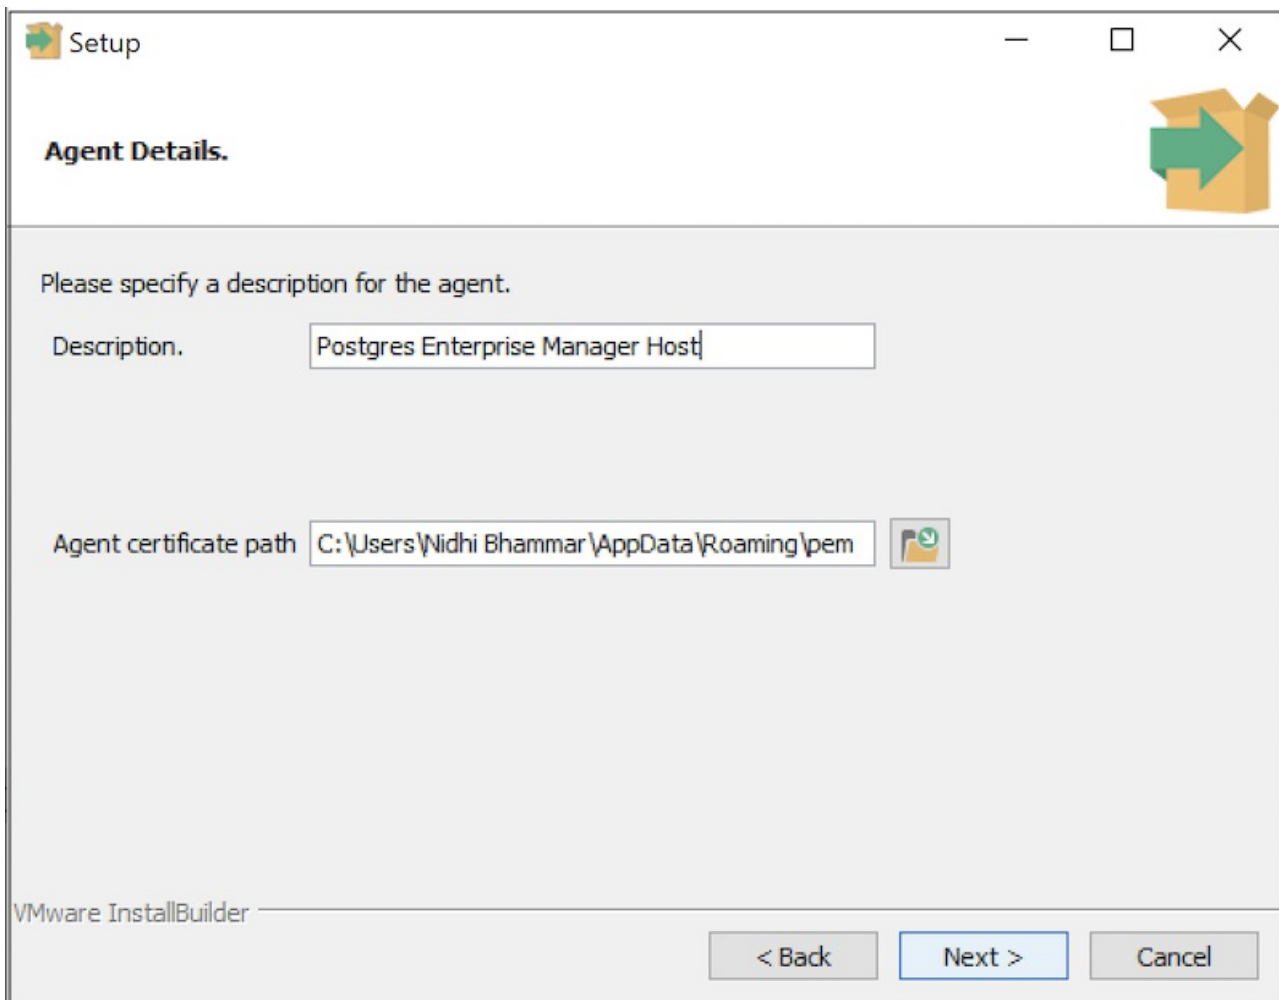 Setup
Agent Details.
Please specify a description for the agent.
Description.
Postgres Enterprise Manager Host
Agent certificate path
C:\Users\Nidhi Bhammar\AppData\Roaming\pem
VMware InstallBuilder
< Back
Next >
Cancel